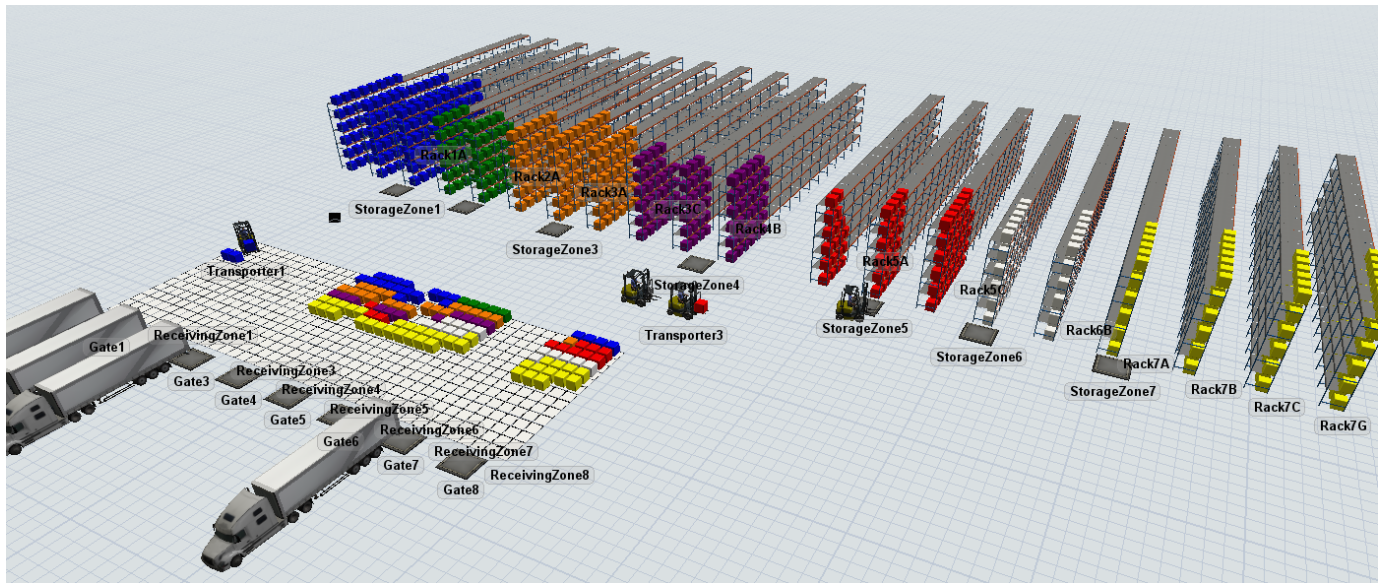 Rack1A
Rack2A
Rack3A
StorageZone1
Rack3C
Rack4B
StorageZone3
Rack5A
Transporter1
StorageZone4
Rack5C
ReceivingZone1
Transporter3
StorageZone5
Gate1
Rack6B
StorageZone6
Rack7A
ReceivingZone3
Gate3
StorageZone7
Rack7B
ReceivingZone4
Gate4
Rack7C
ReceivingZone5
Gate5
Rack7G
ReceivingZone6
Gate6
ReceivingZone7
Gate7
ReceivingZone8
Gate8